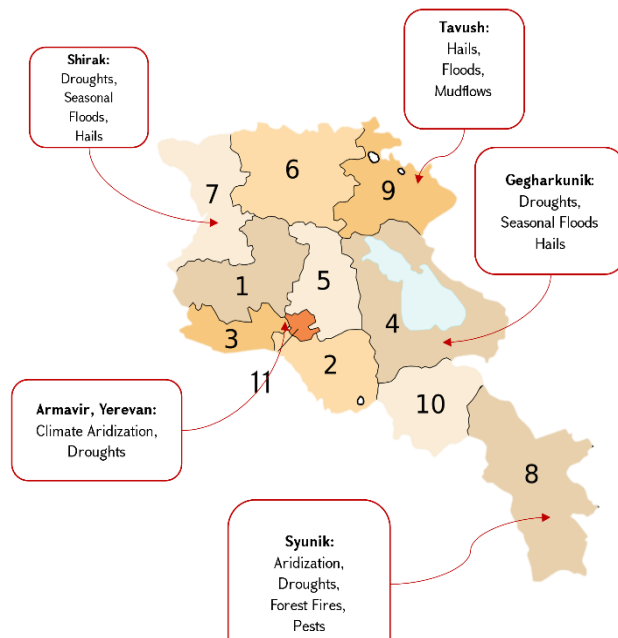 Tavush:
Hails,
Floods,
Mudflows
Shirak:
Droughts,
Seasonal
Floods,
Hails
Gegharkunik:
Droughts,
Seasonal Floods
Hails
6
7
9
1
5
4
3
2
11
10
8
Armavir, Yerevan:
Climate Aridization,
Droughts
Syunik:
Aridization,
Droughts,
Forest Fires,
Pests